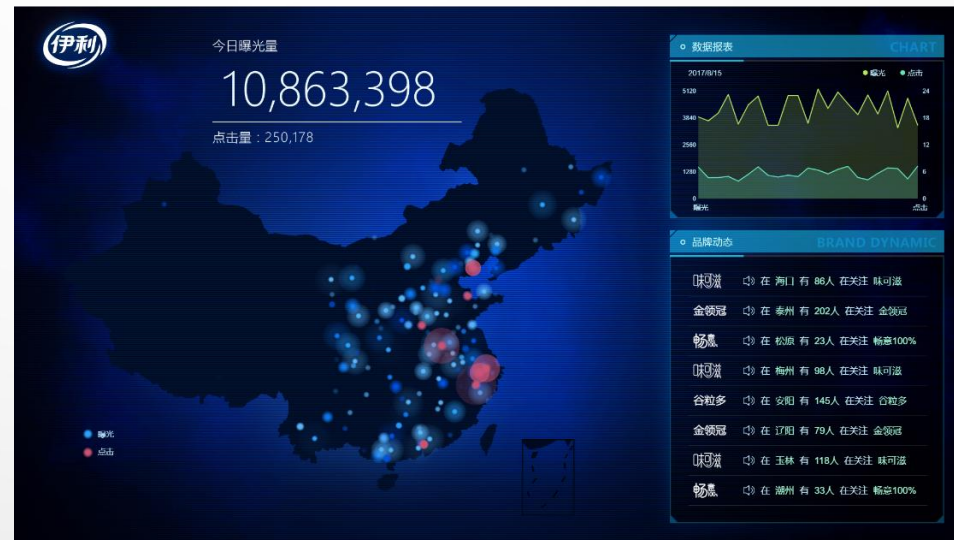 伊利
今日曝光量
10,863,398
点击量：250,178
曝光
点击
数据报表 CHART
2017/8/15 曝光 点击
5120 24
3840 18
2560 12
1280 6
0 0
曝光 点击
品牌动态 BRAND DYNAMIC
味可滋 在 海口 有 86人 在关注 味可滋
金领冠 在 泰州 有 202人 在关注 金领冠
畅意 在 松原 有 23人 在关注 畅意100%
味可滋 在 梅州 有 98人 在关注 味可滋
谷粒多 在 安阳 有 145人 在关注 谷粒多
金领冠 在 辽阳 有 79人 在关注 金领冠
味可滋 在 玉林 有 118人 在关注 味可滋
畅意 在 潮州 有 33人 在关注 畅意100%